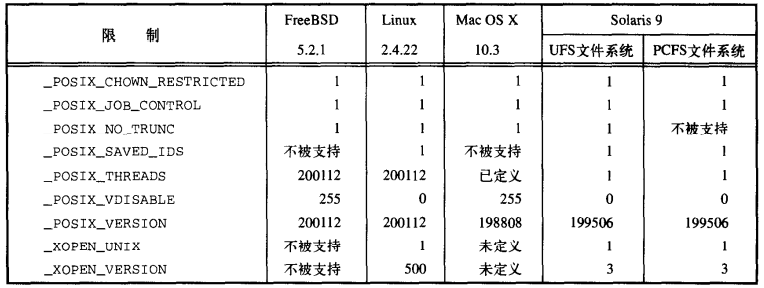 限 制 FreeBSD Linux Mac OS X Solaris 9
5.2.1 2.4.22 10.3 UFS文件系统 PCFS文件系统
_POSIX_CHOWN_RESTRICTED 1 1 1 1 1
_POSIX_JOB_CONTROL 1 1 1 1 1
POSIX NO_TRUNC 1 1 1 1 不被支持
_POSIX_SAVED_IDS 不被支持 1 不被支持 1 1
_POSIX_THREADS 200112 200112 已定义 1 1
_POSIX_VDISABLE 255 0 255 0 0
_POSIX_VERSION 200112 200112 198808 199506 199506
_XOPEN_UNIX 不被支持 1 未定义 1 1
_XOPEN_VERSION 不被支持 500 未定义 3 3